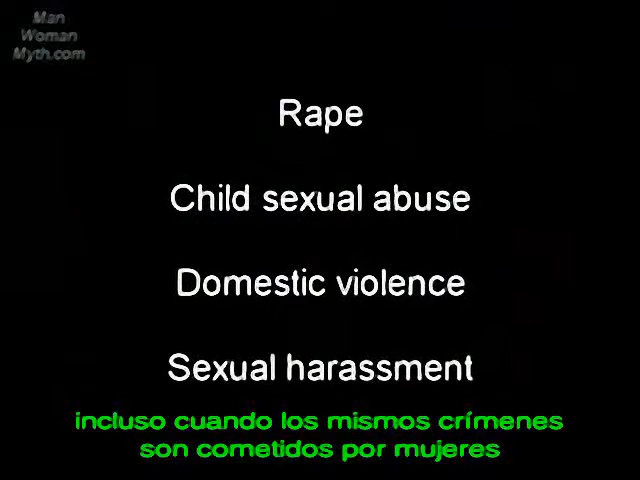 Man
Woman
Myth.com
Rape
Child sexual abuse
Domestic violence
Sexual harassment
incluso cuando los mismos crímenes
son cometidos por mujeres